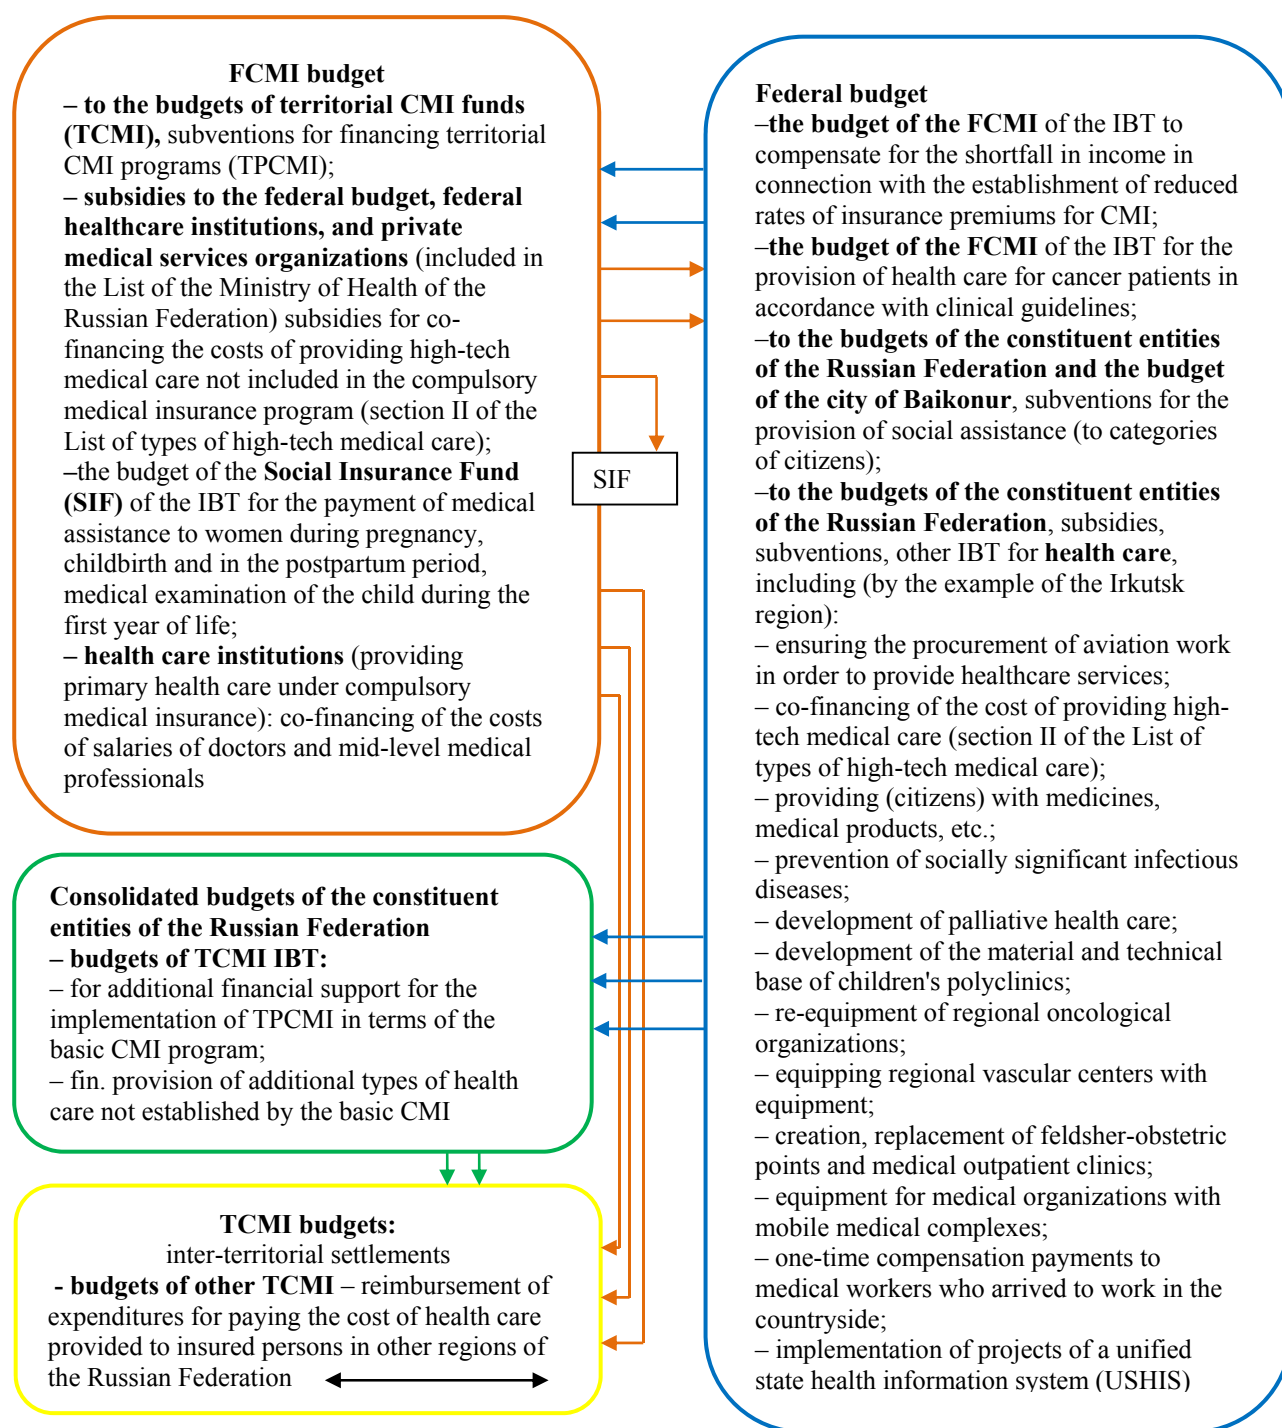 FCMI budget
– to the budgets of territorial CMI funds
(TCMI), subventions for financing territorial
CMI programs (TPCMI);
– subsidies to the federal budget, federal
healthcare institutions, and private
medical services organizations (included in
the List of the Ministry of Health of the
Russian Federation) subsidies for co-
financing the costs of providing high-tech
medical care not included in the compulsory
medical insurance program (section II of the
List of types of high-tech medical care);
–the budget of the Social Insurance Fund
(SIF) of the IBT for the payment of medical
assistance to women during pregnancy,
childbirth and in the postpartum period,
medical examination of the child during the
first year of life;
– health care institutions (providing
primary health care under compulsory
medical insurance): co-financing of the costs
of salaries of doctors and mid-level medical
professionals
SIF
Consolidated budgets of the constituent
entities of the Russian Federation
– budgets of TCMI IBT:
– for additional financial support for the
implementation of TPCMI in terms of the
basic CMI program;
– fin. provision of additional types of health
care not established by the basic CMI
TCMI budgets:
inter-territorial settlements
- budgets of other TCMI – reimbursement of
expenditures for paying the cost of health care
provided to insured persons in other regions of
the Russian Federation
Federal budget
–the budget of the FCMI of the IBT to
compensate for the shortfall in income in
connection with the establishment of reduced
rates of insurance premiums for CMI;
–the budget of the FCMI of the IBT for the
provision of health care for cancer patients in
accordance with clinical guidelines;
–to the budgets of the constituent entities
of the Russian Federation and the budget
of the city of Baikonur, subventions for the
provision of social assistance (to categories
of citizens);
–to the budgets of the constituent entities
of the Russian Federation, subsidies,
subventions, other IBT for health care,
including (by the example of the Irkutsk
region):
– ensuring the procurement of aviation work
in order to provide healthcare services;
– co-financing of the cost of providing high-
tech medical care (section II of the List of
types of high-tech medical care);
– providing (citizens) with medicines,
medical products, etc.;
– prevention of socially significant infectious
diseases;
– development of palliative health care;
– development of the material and technical
base of children's polyclinics;
– re-equipment of regional oncological
organizations;
– equipping regional vascular centers with
equipment;
– creation, replacement of feldsher-obstetric
points and medical outpatient clinics;
– equipment for medical organizations with
mobile medical complexes;
– one-time compensation payments to
medical workers who arrived to work in the
countryside;
– implementation of projects of a unified
state health information system (USHIS)